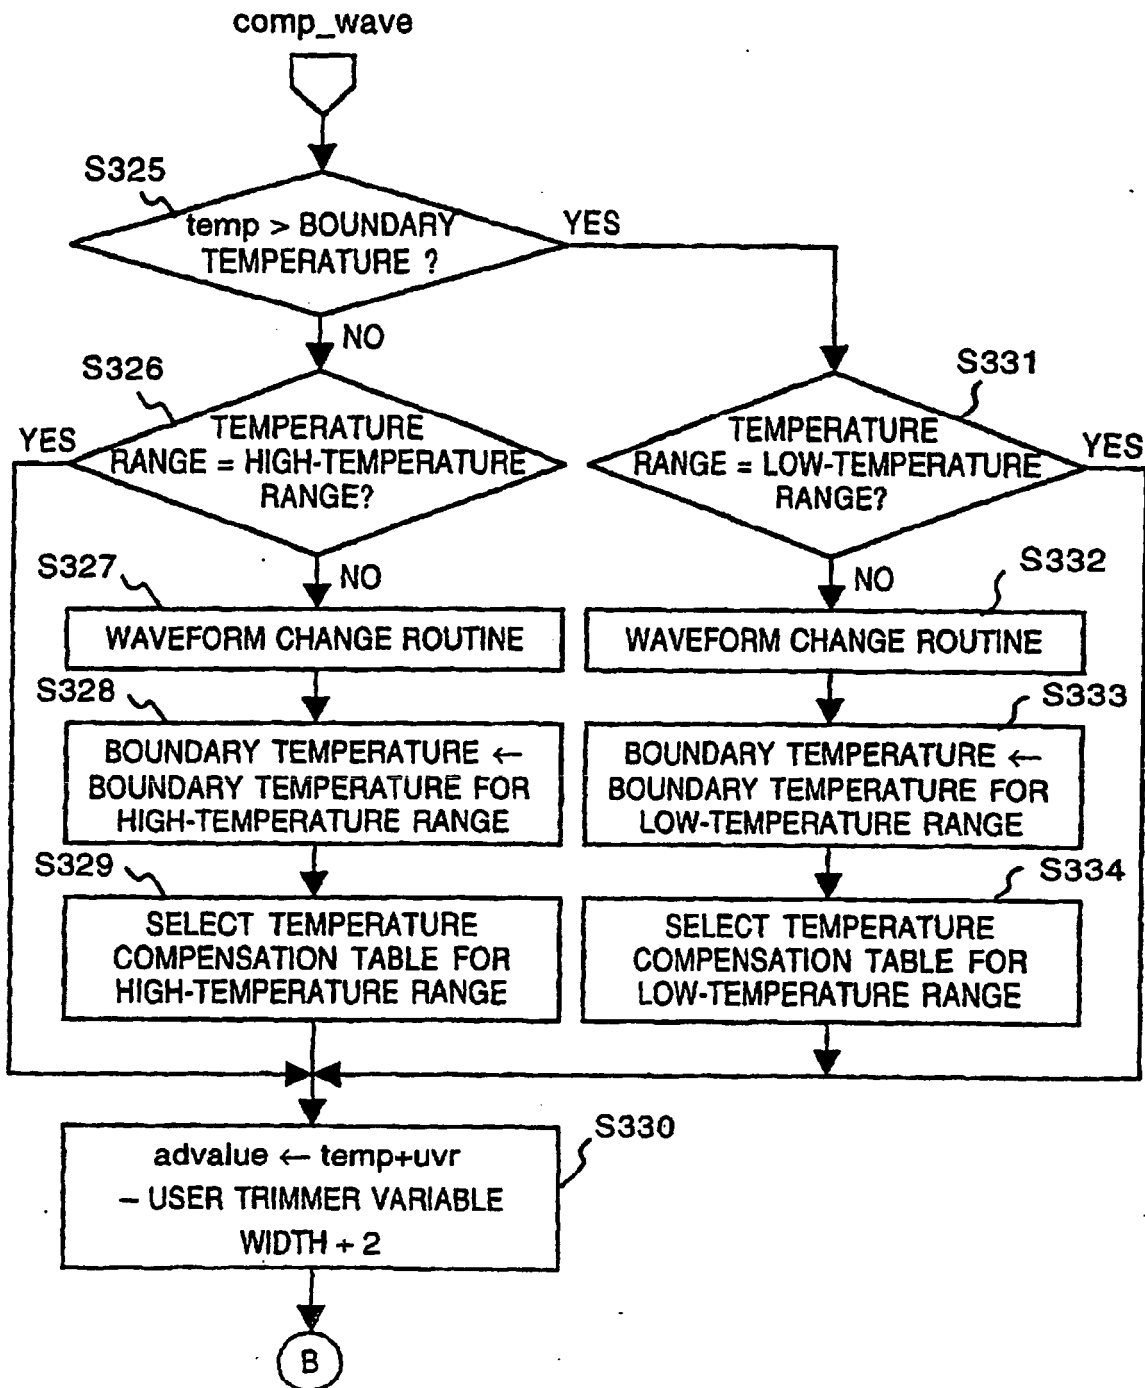 comp_wave
S325
temp > BOUNDARY
TEMPERATURE ?
YES
NO
S326
YES
TEMPERATURE
RANGE = HIGH-TEMPERATURE
RANGE?
NO
S331
TEMPERATURE
RANGE = LOW-TEMPERATURE
RANGE?
YES
NO
S327
WAVEFORM CHANGE ROUTINE
S332
WAVEFORM CHANGE ROUTINE
S328
BOUNDARY TEMPERATURE ←
BOUNDARY TEMPERATURE FOR
HIGH-TEMPERATURE RANGE
S333
BOUNDARY TEMPERATURE ←
BOUNDARY TEMPERATURE FOR
LOW-TEMPERATURE RANGE
S329
SELECT TEMPERATURE
COMPENSATION TABLE FOR
HIGH-TEMPERATURE RANGE
S334
SELECT TEMPERATURE
COMPENSATION TABLE FOR
LOW-TEMPERATURE RANGE
S330
advalue ← temp+uvr
– USER TRIMMER VARIABLE
WIDTH ÷ 2
B